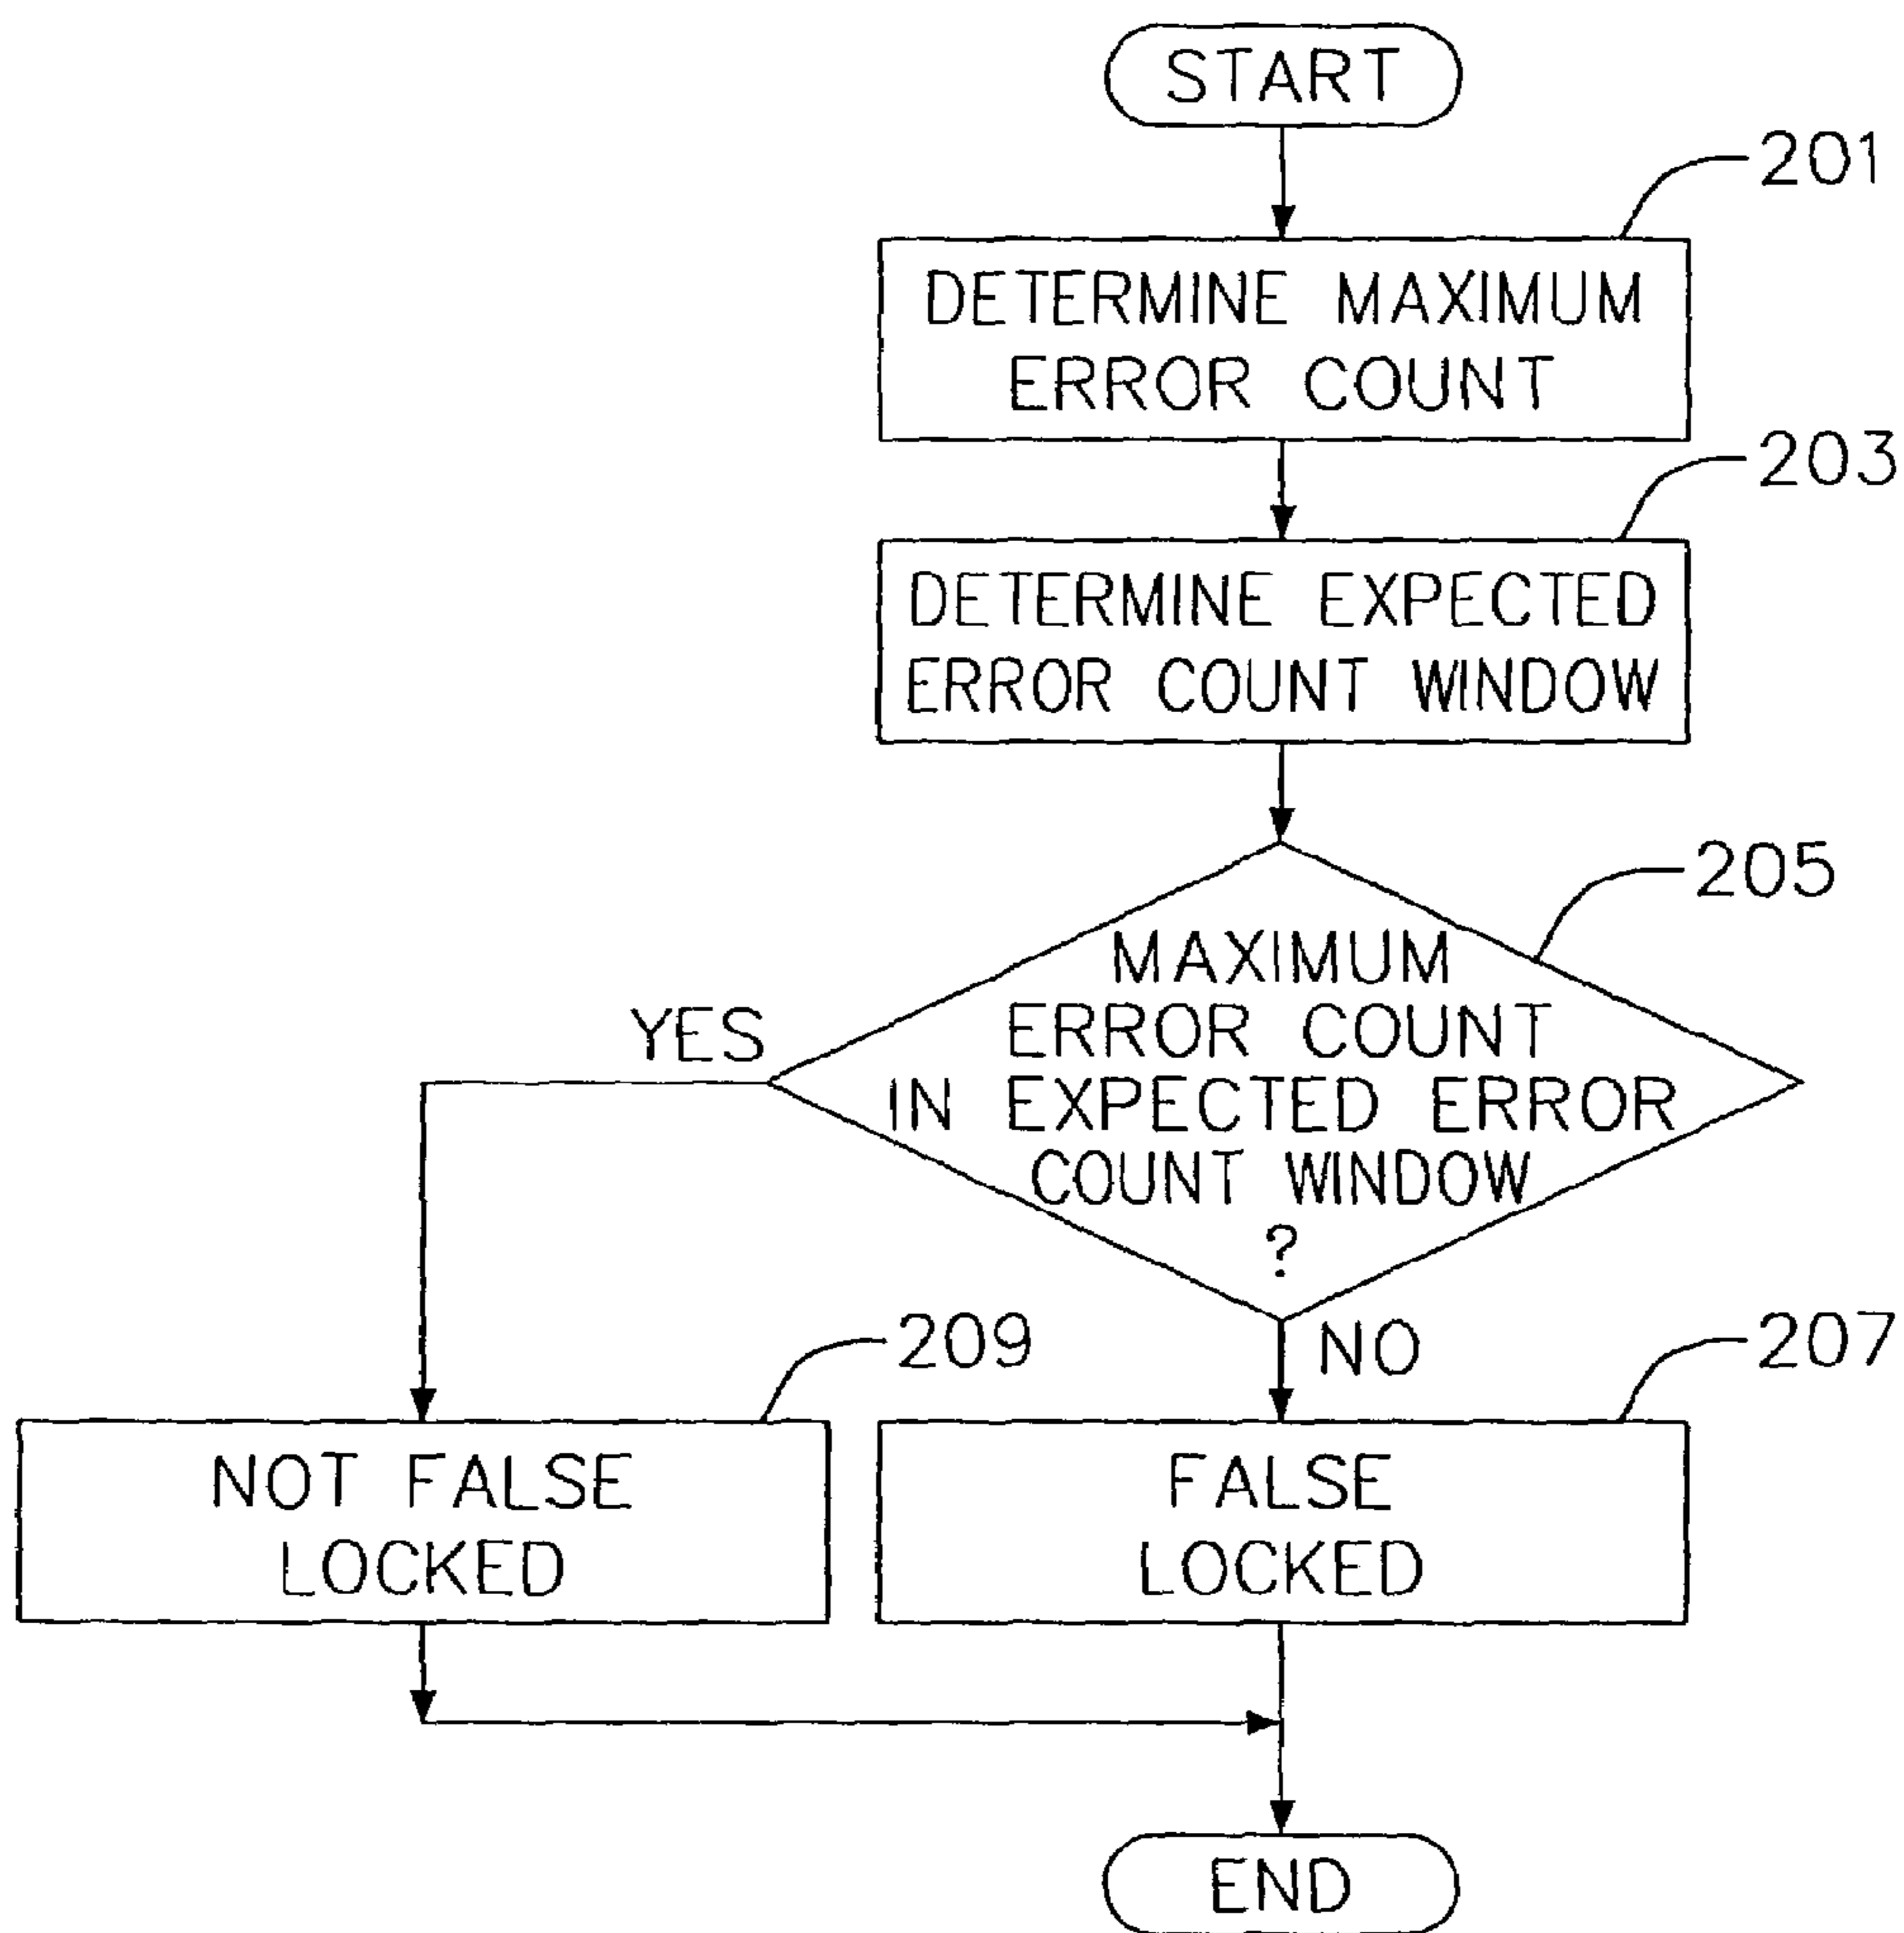 START
201
DETERMINE MAXIMUM
ERROR COUNT
203
DETERMINE EXPECTED
ERROR COUNT WINDOW
205
MAXIMUM
ERROR COUNT
IN EXPECTED ERROR
COUNT WINDOW
?
YES
NO
209
207
NOT FALSE
LOCKED
FALSE
LOCKED
END